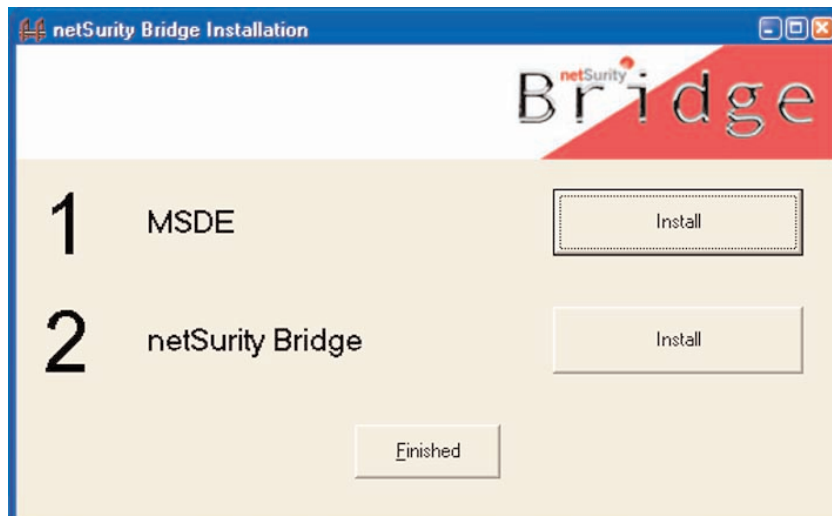 netSurity Bridge Installation
netSurity
Bridge
1 MSDE Install
2 netSurity Bridge Install
Finished